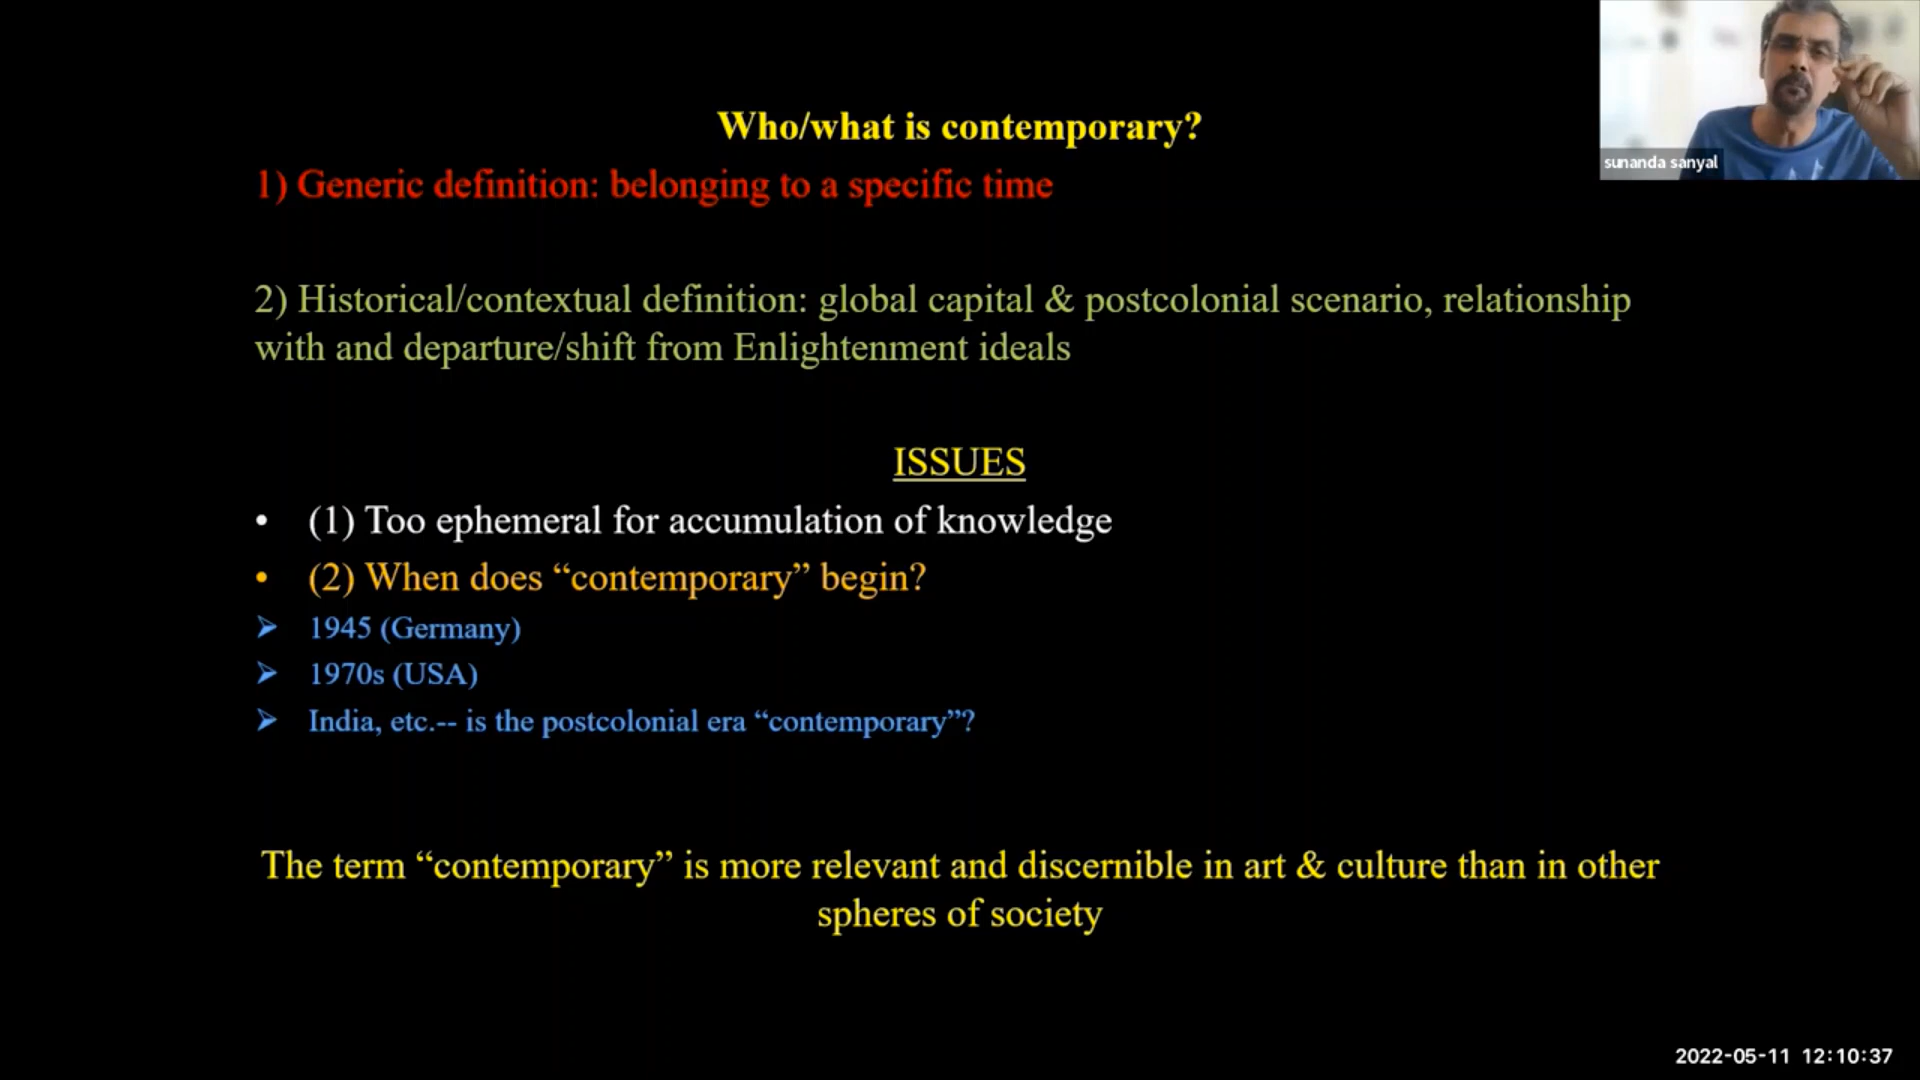 Who/what is contemporary?
1) Generic definition: belonging to a specific time
2) Historical/contextual definition: global capital & postcolonial scenario, relationship
with and departure/shift from Enlightenment ideals
ISSUES
• (1) Too ephemeral for accumulation of knowledge
• (2) When does “contemporary” begin?
➢ 1945 (Germany)
➢ 1970s (USA)
➢ India, etc.-- is the postcolonial era “contemporary”?
The term “contemporary” is more relevant and discernible in art & culture than in other
spheres of society
sunanda sanyal
2022-05-11 12:10:37